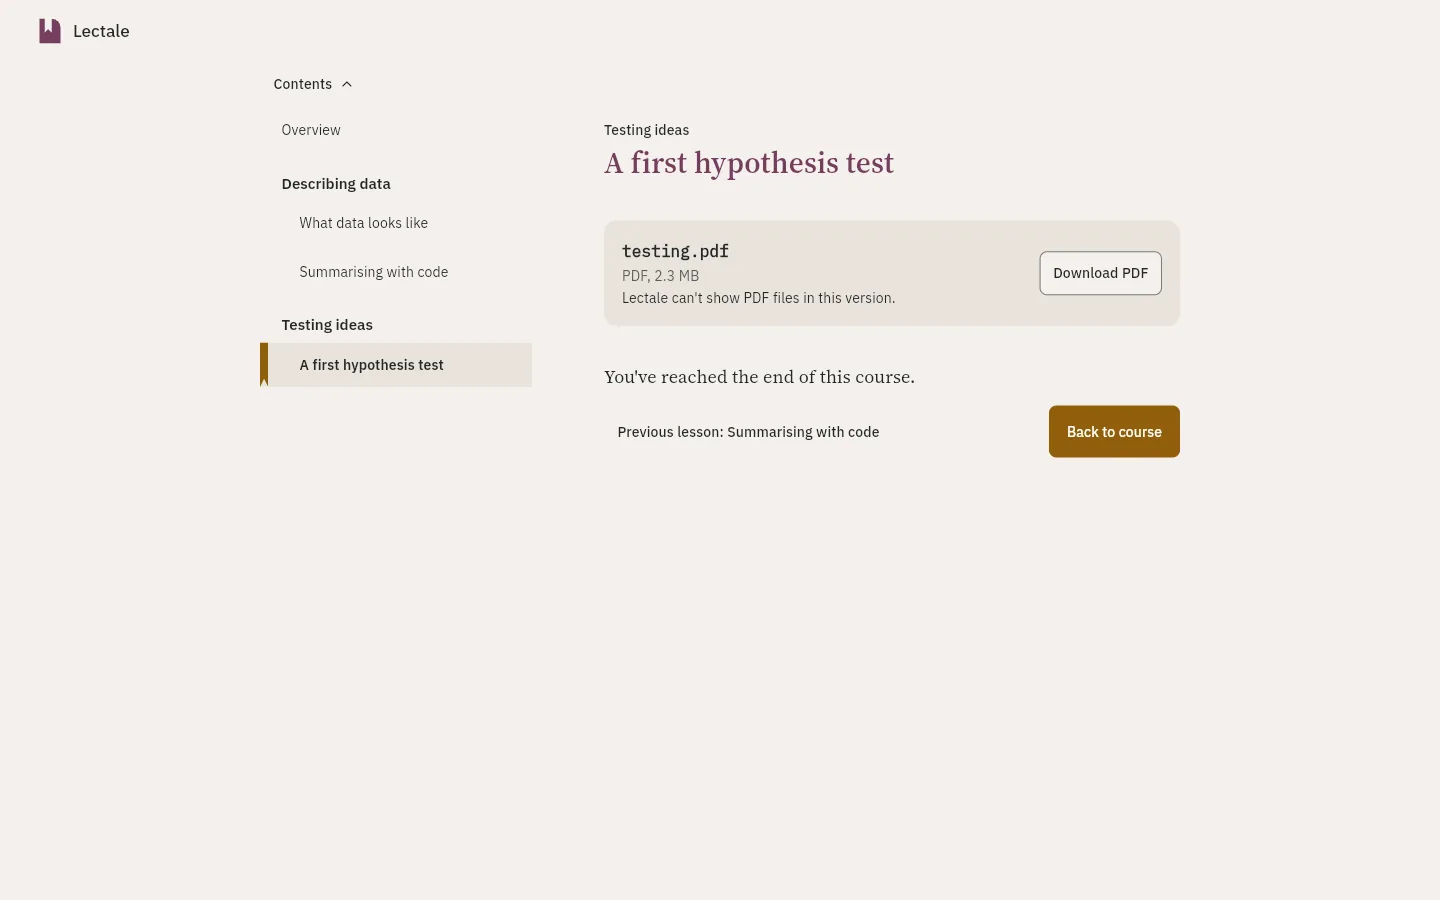 Lectale
Contents
Overview
Describing data
What data looks like
Summarising with code
Testing ideas
A first hypothesis test
Testing ideas
A first hypothesis test
testing.pdf
PDF, 2.3 MB
Lectale can't show PDF files in this version.
Download PDF
You've reached the end of this course.
Previous lesson: Summarising with code
Back to course